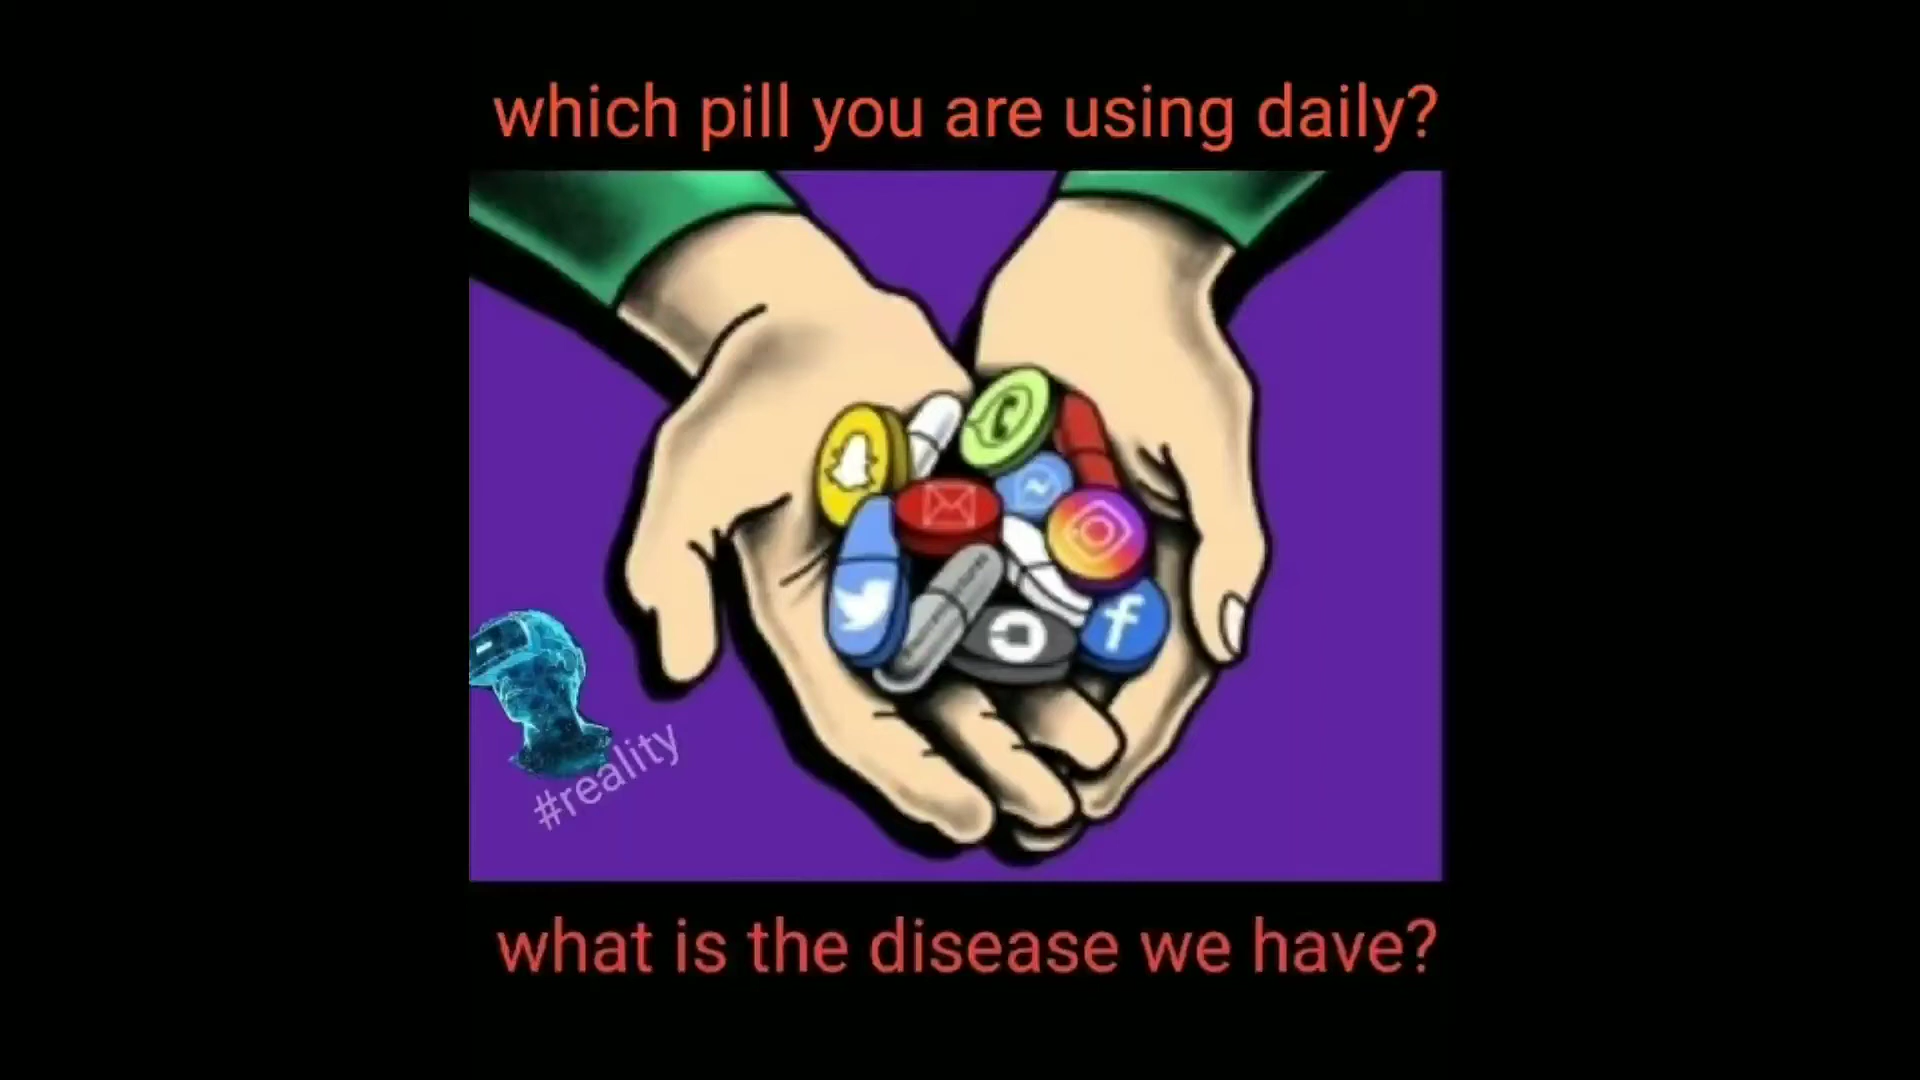 which pill you are using daily?
f
#reality
what is the disease we have?